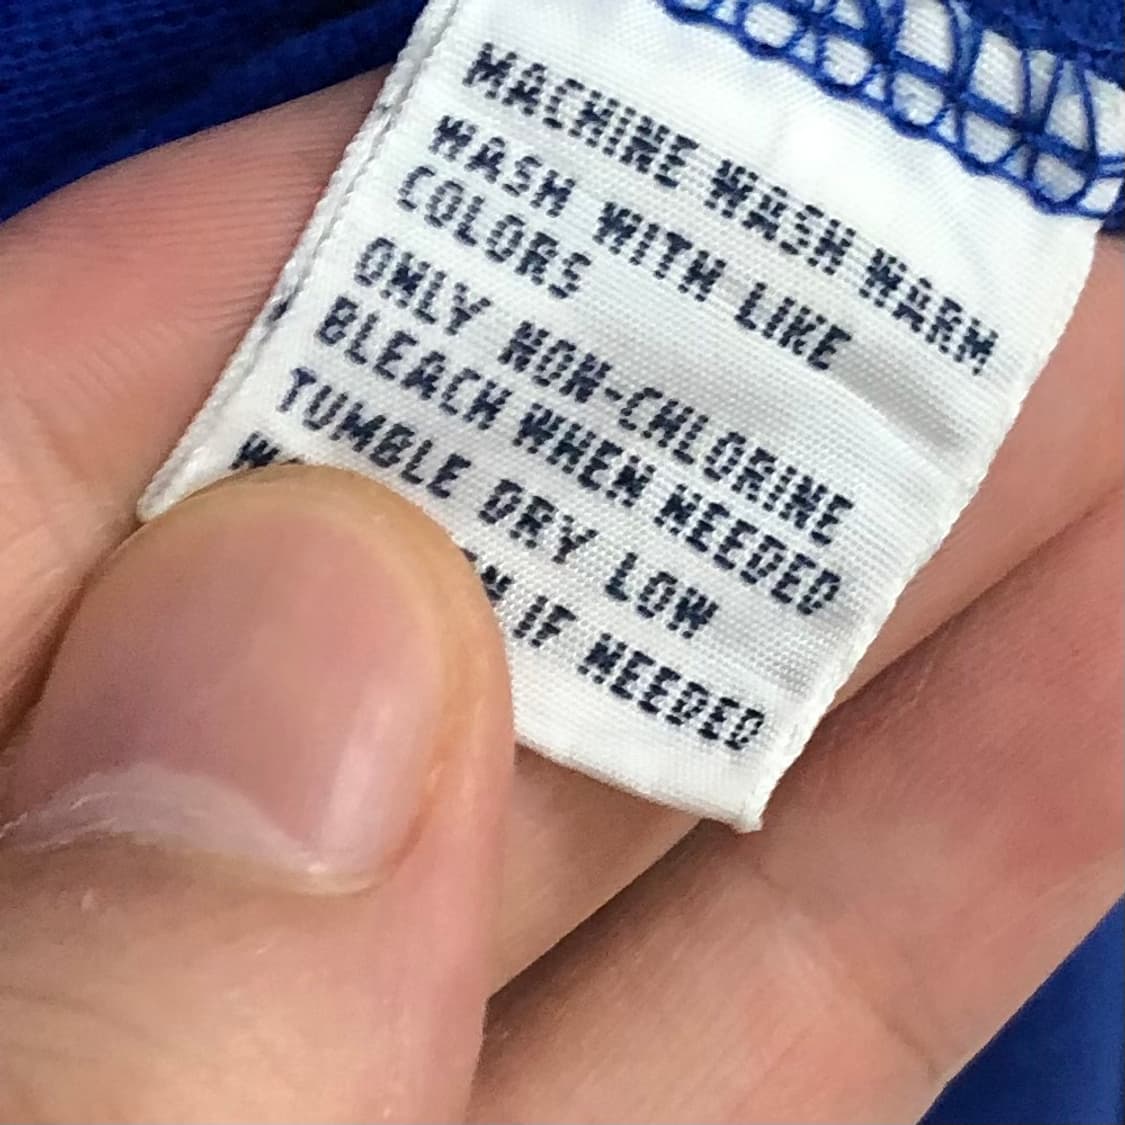 MACHINE WASH WARM
WASH WITH LIKE
COLORS
ONLY NON-CHLORINE
BLEACH WHEN NEEDED
TUMBLE DRY LOW
IF NEEDED